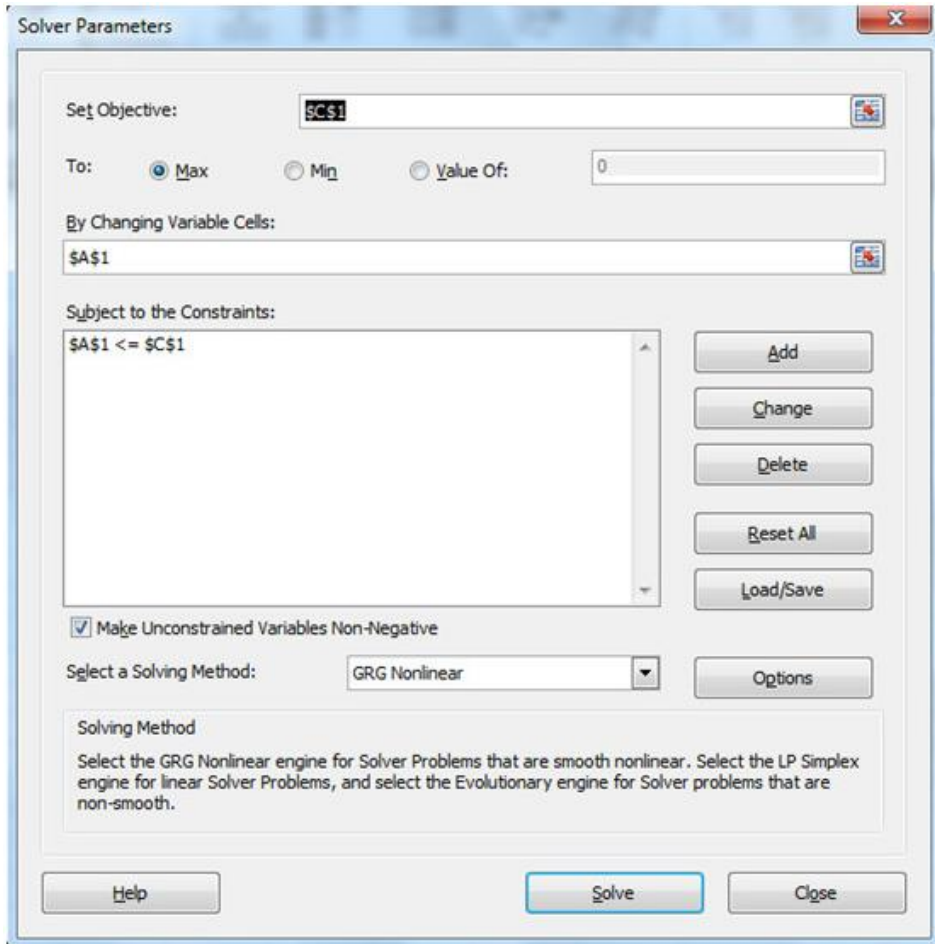 Solver Parameters
Set Objective: $C$1
To: Max Min Value Of: 0
By Changing Variable Cells:
$A$1
Subject to the Constraints:
$A$1 <= $C$1
Add
Change
Delete
Reset All
Load/Save
Make Unconstrained Variables Non-Negative
Select a Solving Method: GRG Nonlinear Options
Solving Method
Select the GRG Nonlinear engine for Solver Problems that are smooth nonlinear. Select the LP Simplex
engine for linear Solver Problems, and select the Evolutionary engine for Solver problems that are
non-smooth.
Help Solve Close